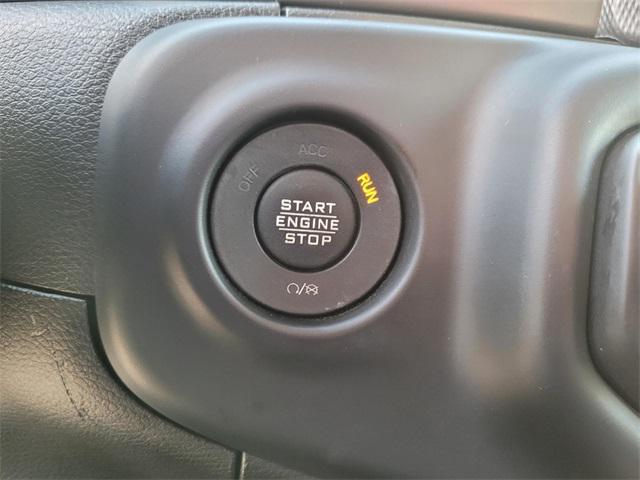 OFF
ACC
RUN
START
ENGINE
STOP